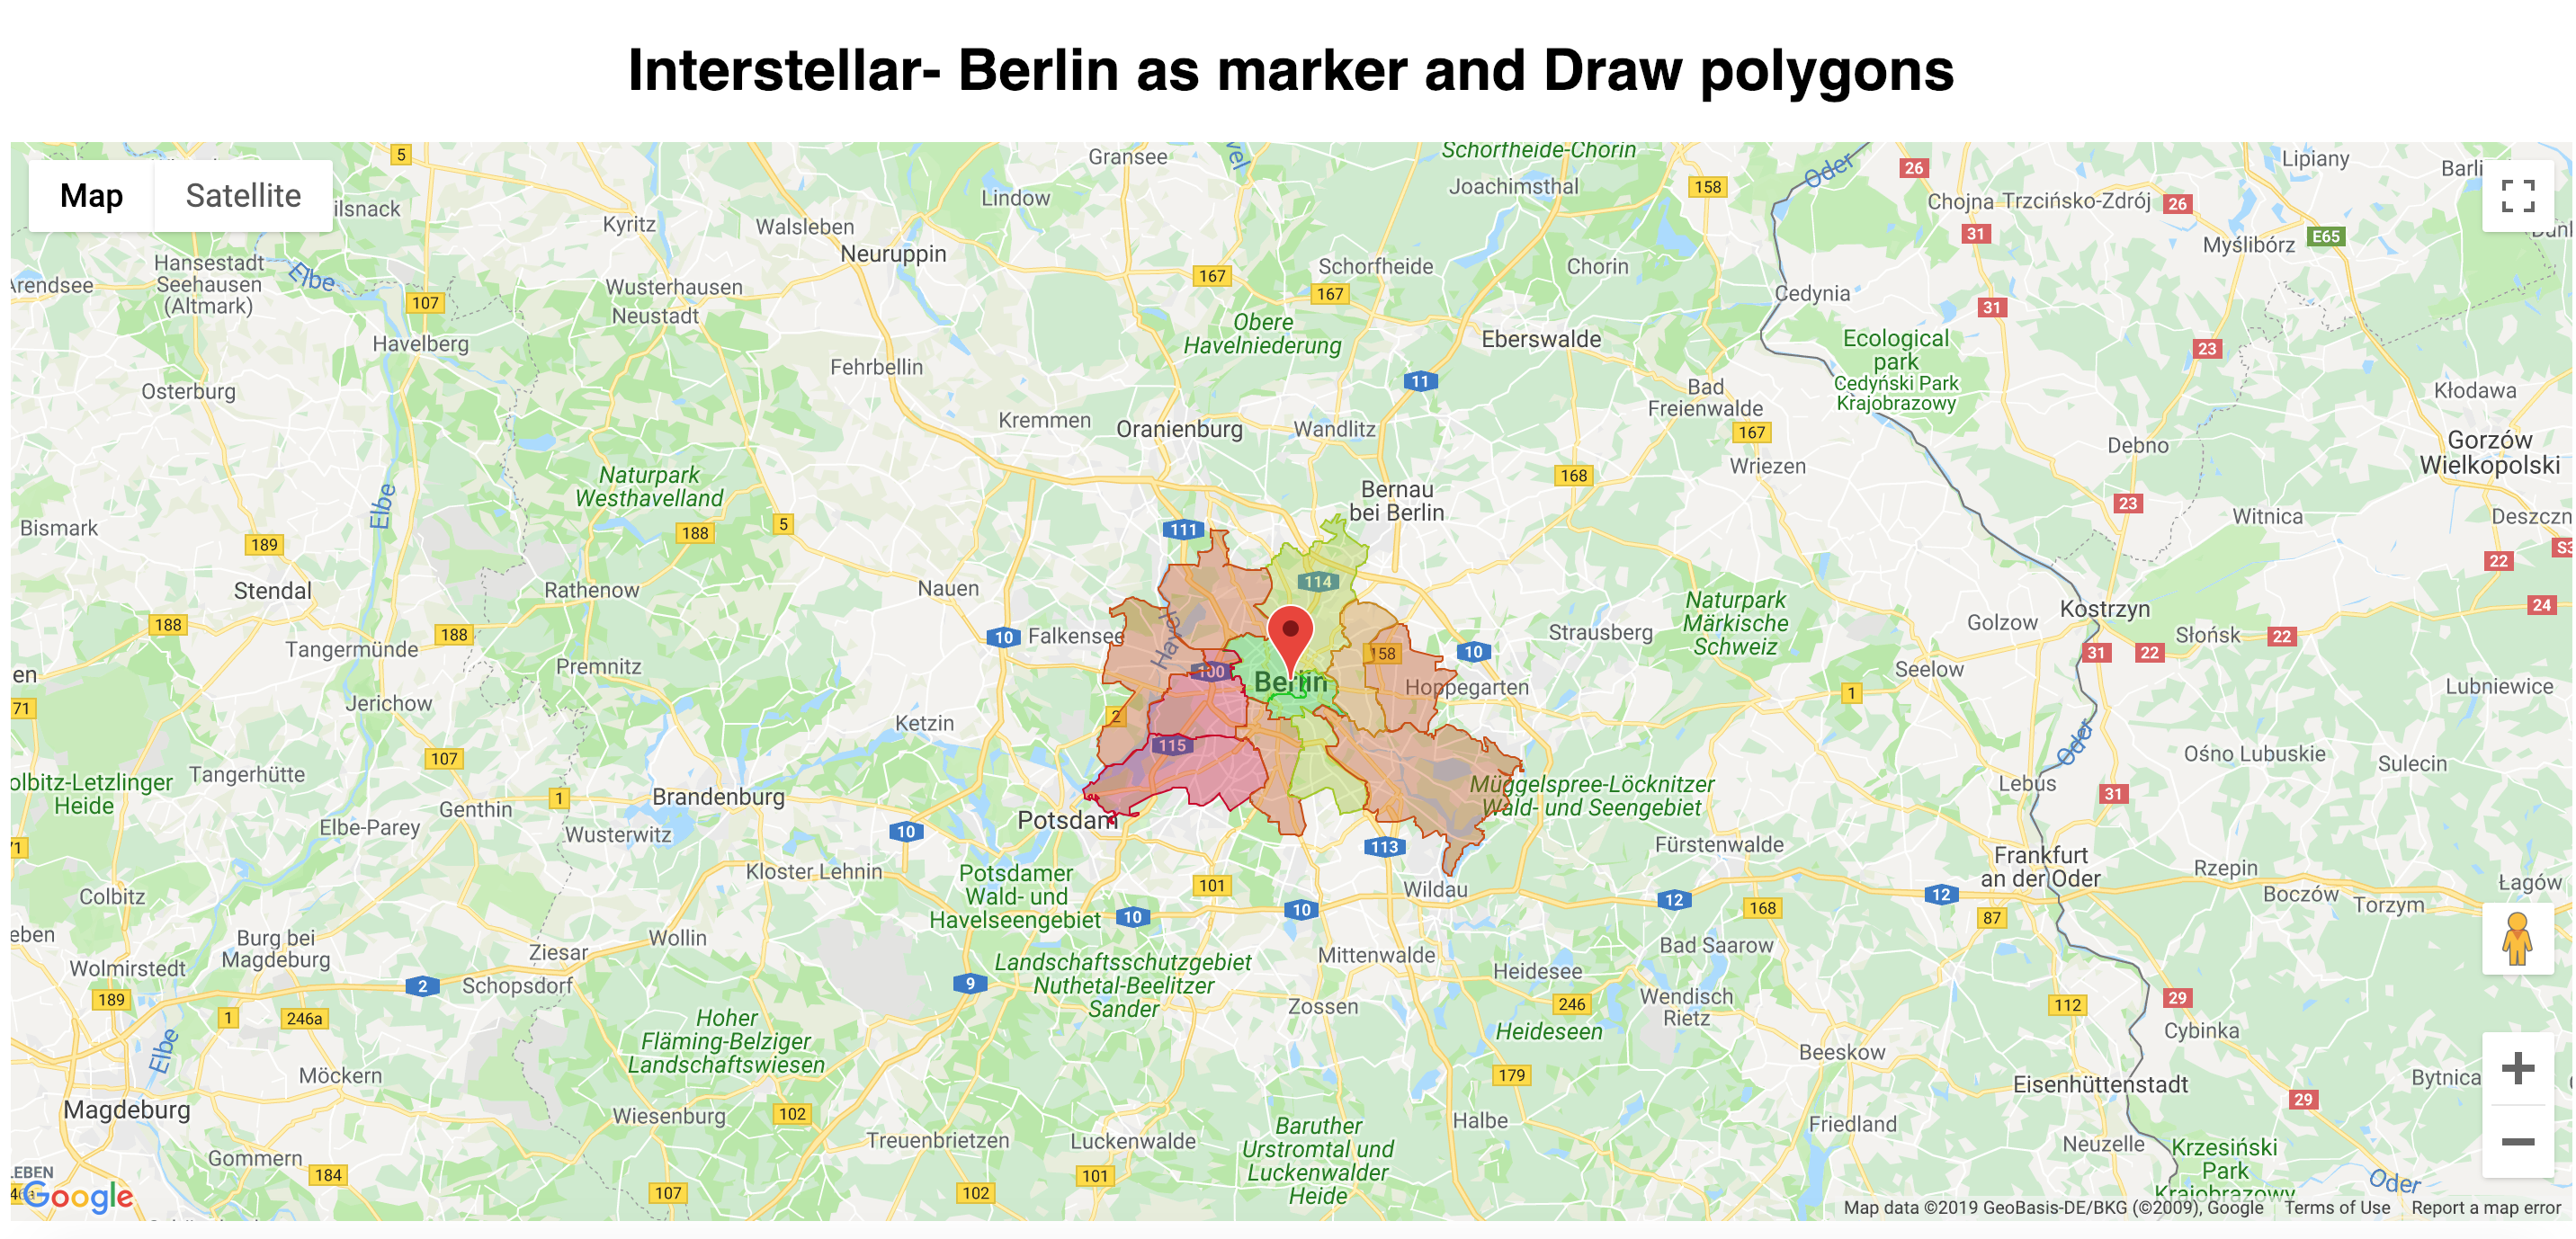 Interstellar- Berlin as marker and Draw polygons
Map
Satellite
5
Gransee
Schorfheide-Chorin
Joachimsthal
158
Oder
26
Lipiany
Barli
ilsnack
Kyritz
Walsleben
Lindow
Chojna
Trzcińsko-Zdrój
26
31
Myślibórz
E65
Neuruppin
Hansestadt
Seehausen
(Altmark)
Elbe
Arendsee
107
Wusterhausen
Neustadt
167
Schorfheide
167
Chorin
Cedynia
31
Havelberg
Obere
Havelniederung
Eberswalde
Ecological
park
Cedyński Park
Krajobrazowy
23
Osterburg
Fehrbellin
11
Bad
Freienwalde
167
Kłodawa
Kremmen
Oranienburg
Wandlitz
Debno
Gorzów
Wielkopolski
Naturpark
Westhavelland
168
Wriezen
Bernau
bei Berlin
Elbe
Bismark
188
5
111
23
Witnica
Deszczn
189
22
S3
Stendal
Rathenow
Nauen
114
Naturpark
Märkische
Schweiz
Kostrzyn
24
188
188
10
Falkensee
Havel
Strausberg
Golzow
Słońsk
22
Tangermünde
Premnitz
100
158
10
31
22
Seelow
en
Berlin
Hoppegarten
1
Lubniewice
71
Jerichow
2
Ketzin
115
107
Oder
Ośno Lubuskie
Sulecin
olbitz-Letzlinger
Heide
Tangerhütte
Genthin
1
Brandenburg
Müggelspree-Löcknitzer
Wald- und Seengebiet
Lebus
31
Elbe-Parey
Wusterwitz
10
Potsdam
113
Fürstenwalde
71
Frankfurt
an der Oder
Rzepin
Colbitz
Kloster Lehnin
Potsdamer
Wald- und
Havelseengebiet
101
Wildau
12
168
12
87
Boczów
Torzym
Łagów
10
10
eben
Burg bei
Magdeburg
Ziesar
Wollin
Mittenwalde
Bad Saarow
Wolmirstedt
2
Schopsdorf
9
Landschaftsschutzgebiet
Nuthetal-Beelitzer
Sander
Heidesee
189
1
246a
Zossen
246
Wendisch
Rietz
112
29
Cybinka
Elbe
Hoher
Fläming-Belziger
Landschaftswiesen
Heideseen
Beeskow
Möckern
179
Eisenhüttenstadt
Bytnica
Magdeburg
Wiesenburg
102
Halbe
Friedland
29
Treuenbrietzen
Luckenwalde
Baruther
Urstromtal und
Luckenwalder
Heide
Neuzelle
Krzesiński
Park
Krajobrazowy
Gommern
184
101
LEBEN
107
102
Oder
Google
Map data ©2019 GeoBasis-DE/BKG (©2009), Google
Terms of Use
Report a map error